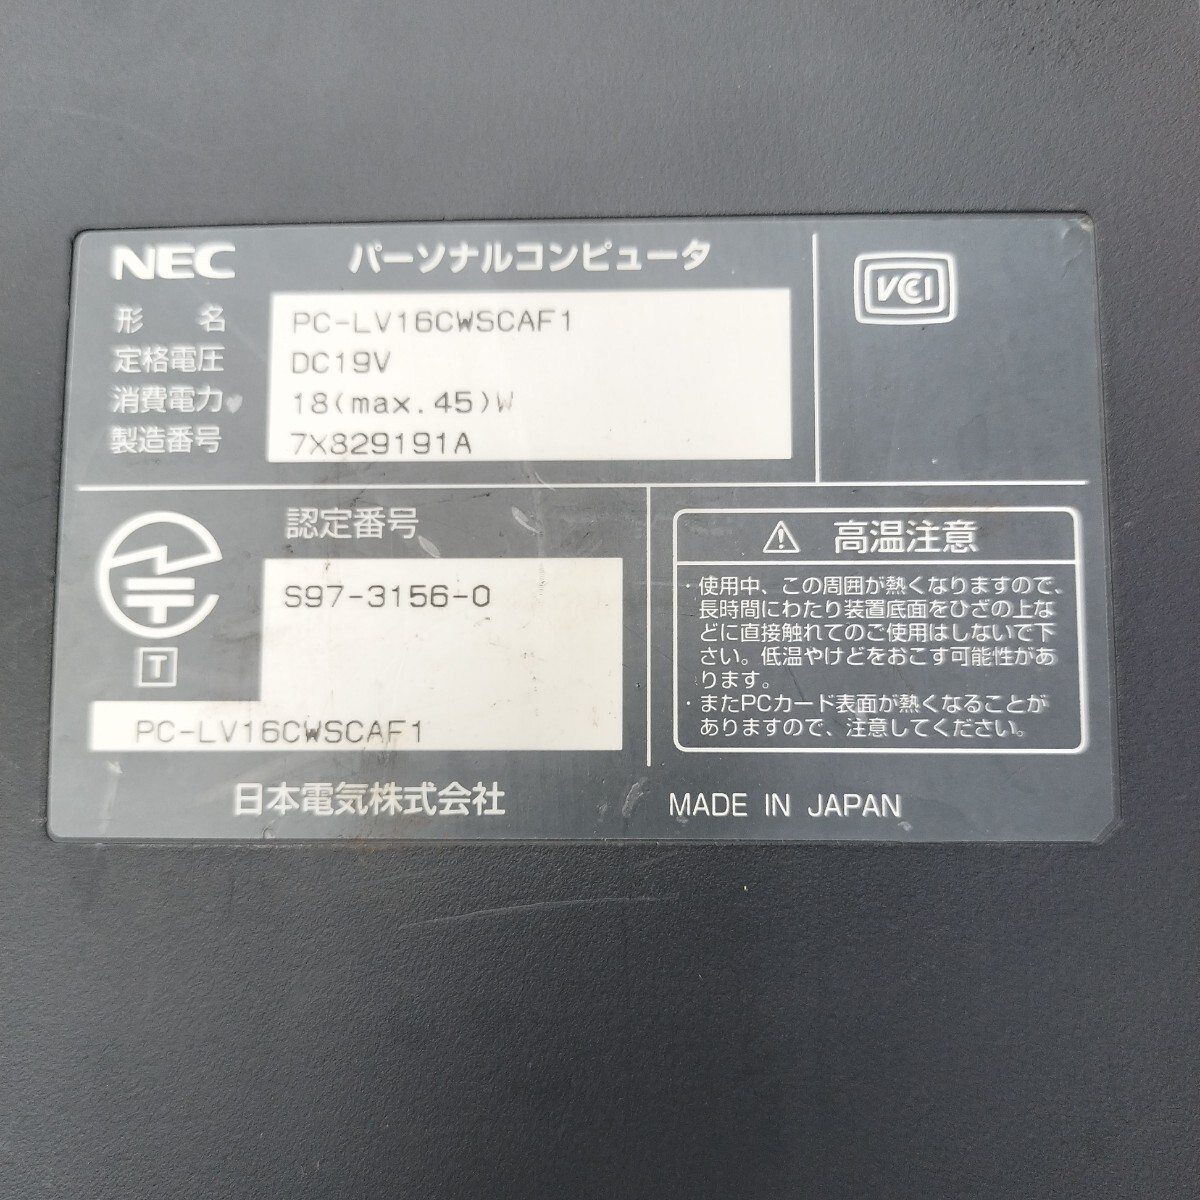 NEC パーソナルコンピュータ
VCCI
形 名 PC-LV16CWSCAF1
定格電圧 DC19V
消費電力 18(max.45)W
製造番号 7X829191A
認定番号
S97-3156-0
T
PC-LV16CWSCAF1
⚠ 高温注意
・使用中、この周囲が熱くなりますので、
長時間にわたり装置底面をひざの上な
どに直接触れてのご使用はしないで下
さい。低温やけどをおこす可能性があ
ります。
・またPCカード表面が熱くなることが
ありますので、注意してください。
日本電気株式会社
MADE IN JAPAN